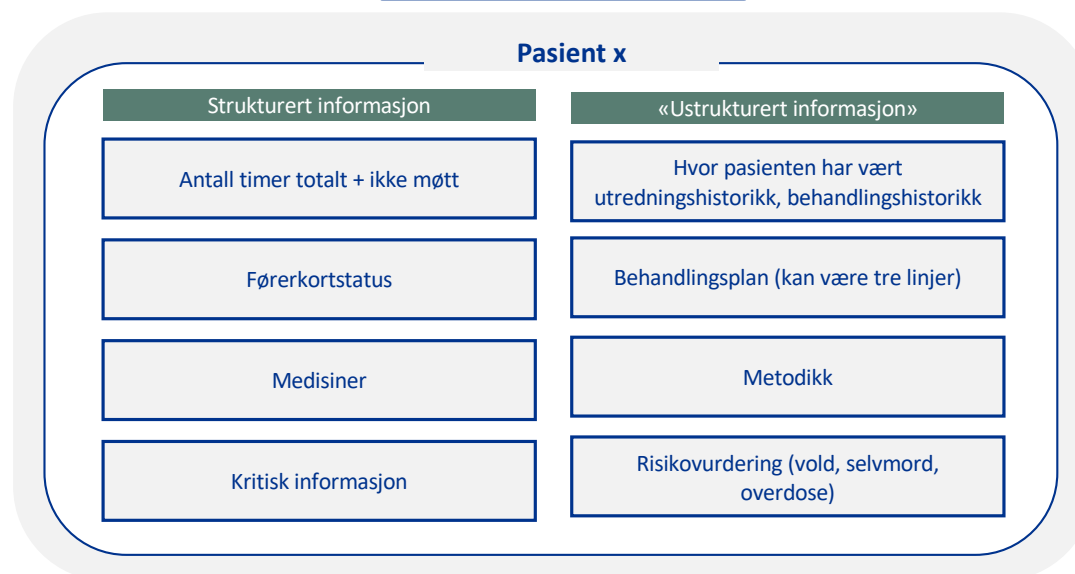 Pasient x
Strukturert informasjon
Antall timer totalt + ikke møtt
Førerkortstatus
Medisiner
Kritisk informasjon
«Ustrukturert informasjon»
Hvor pasienten har vært
utredningshistorikk, behandlingshistorikk
Behandlingsplan (kan være tre linjer)
Metodikk
Risikovurdering (vold, selvmord,
overdose)